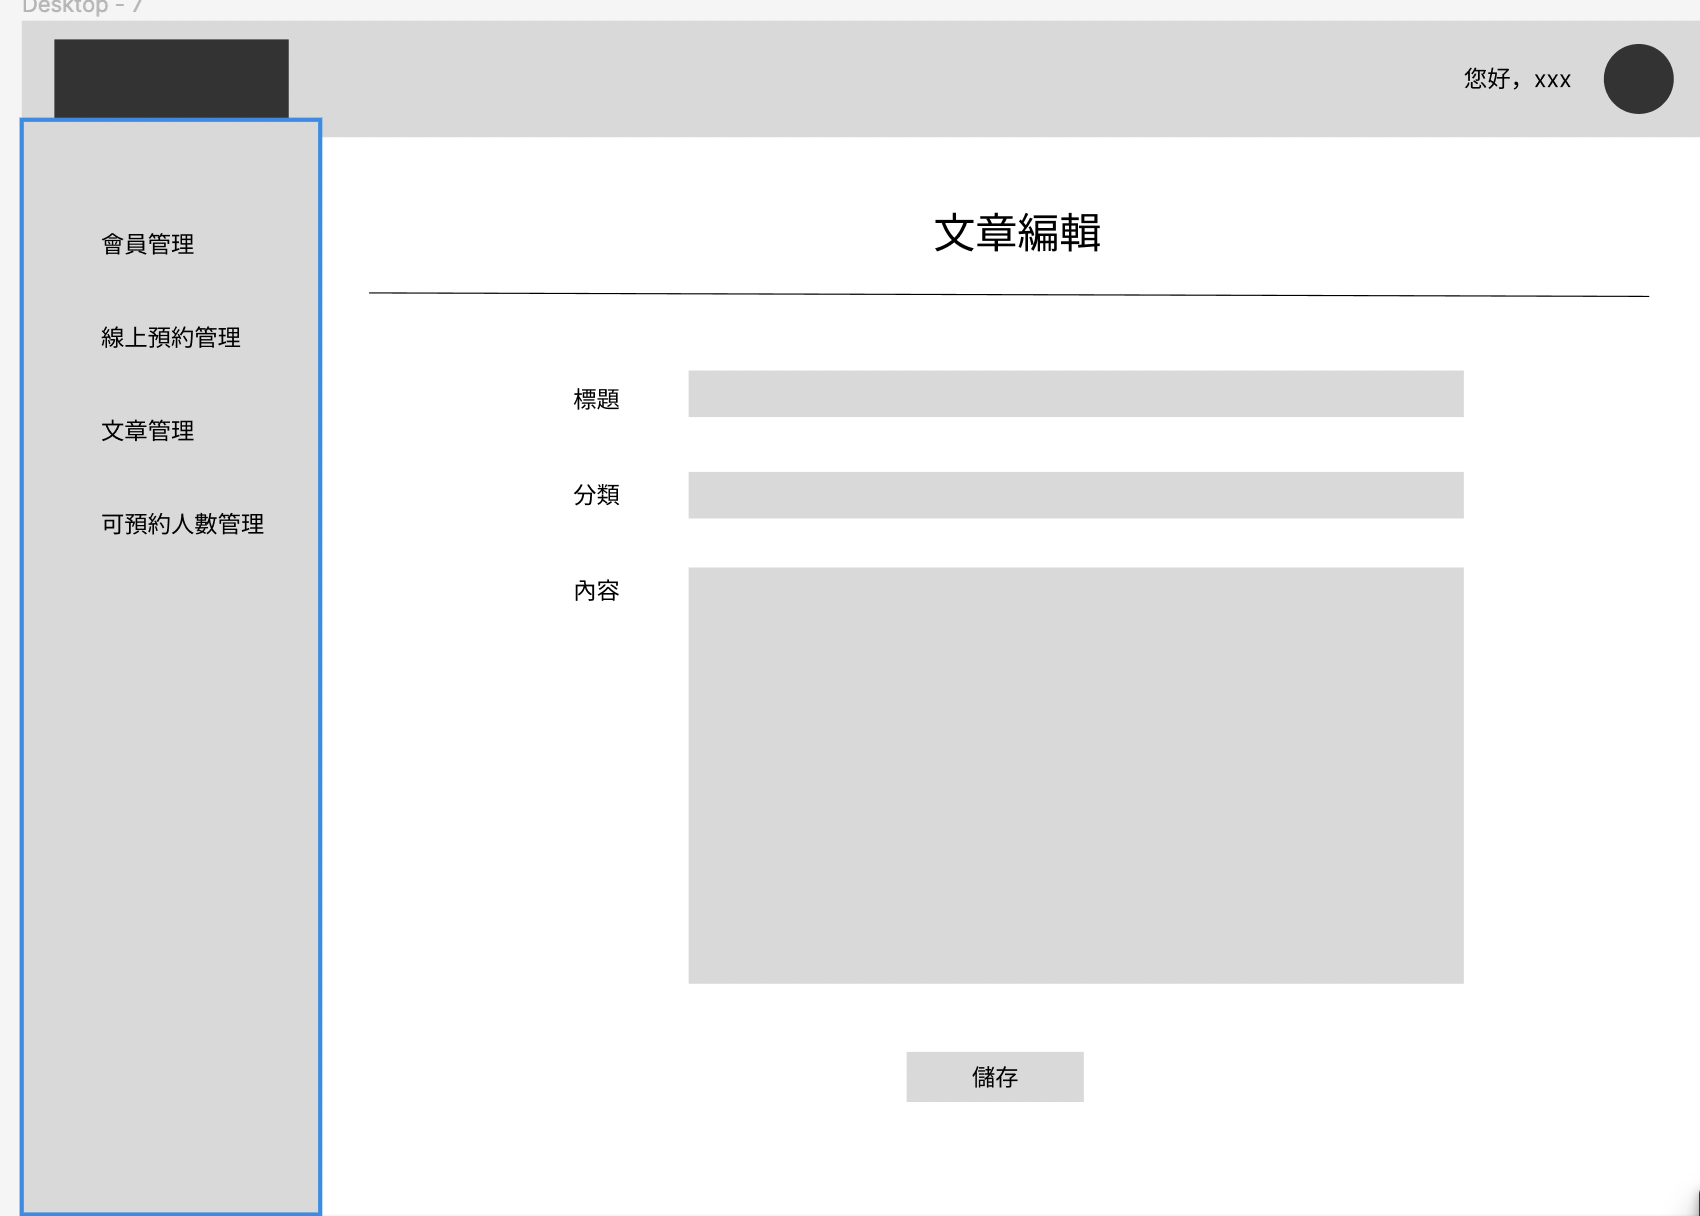 Desktop - 7
您好，xxx
會員管理
線上預約管理
文章管理
可預約人數管理
文章編輯
標題
分類
內容
儲存